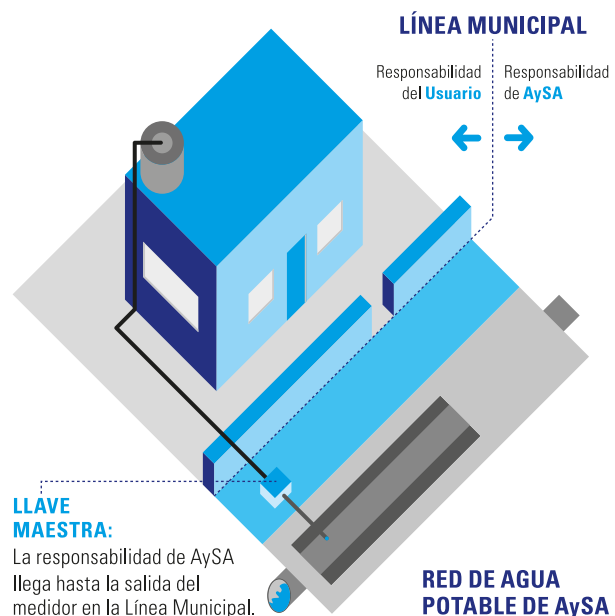 LÍNEA MUNICIPAL
Responsabilidad
del Usuario
Responsabilidad
de AySA
LLAVE
MAESTRA:
La responsabilidad de AySA
llega hasta la salida del
medidor en la Línea Municipal.
RED DE AGUA
POTABLE DE AySA